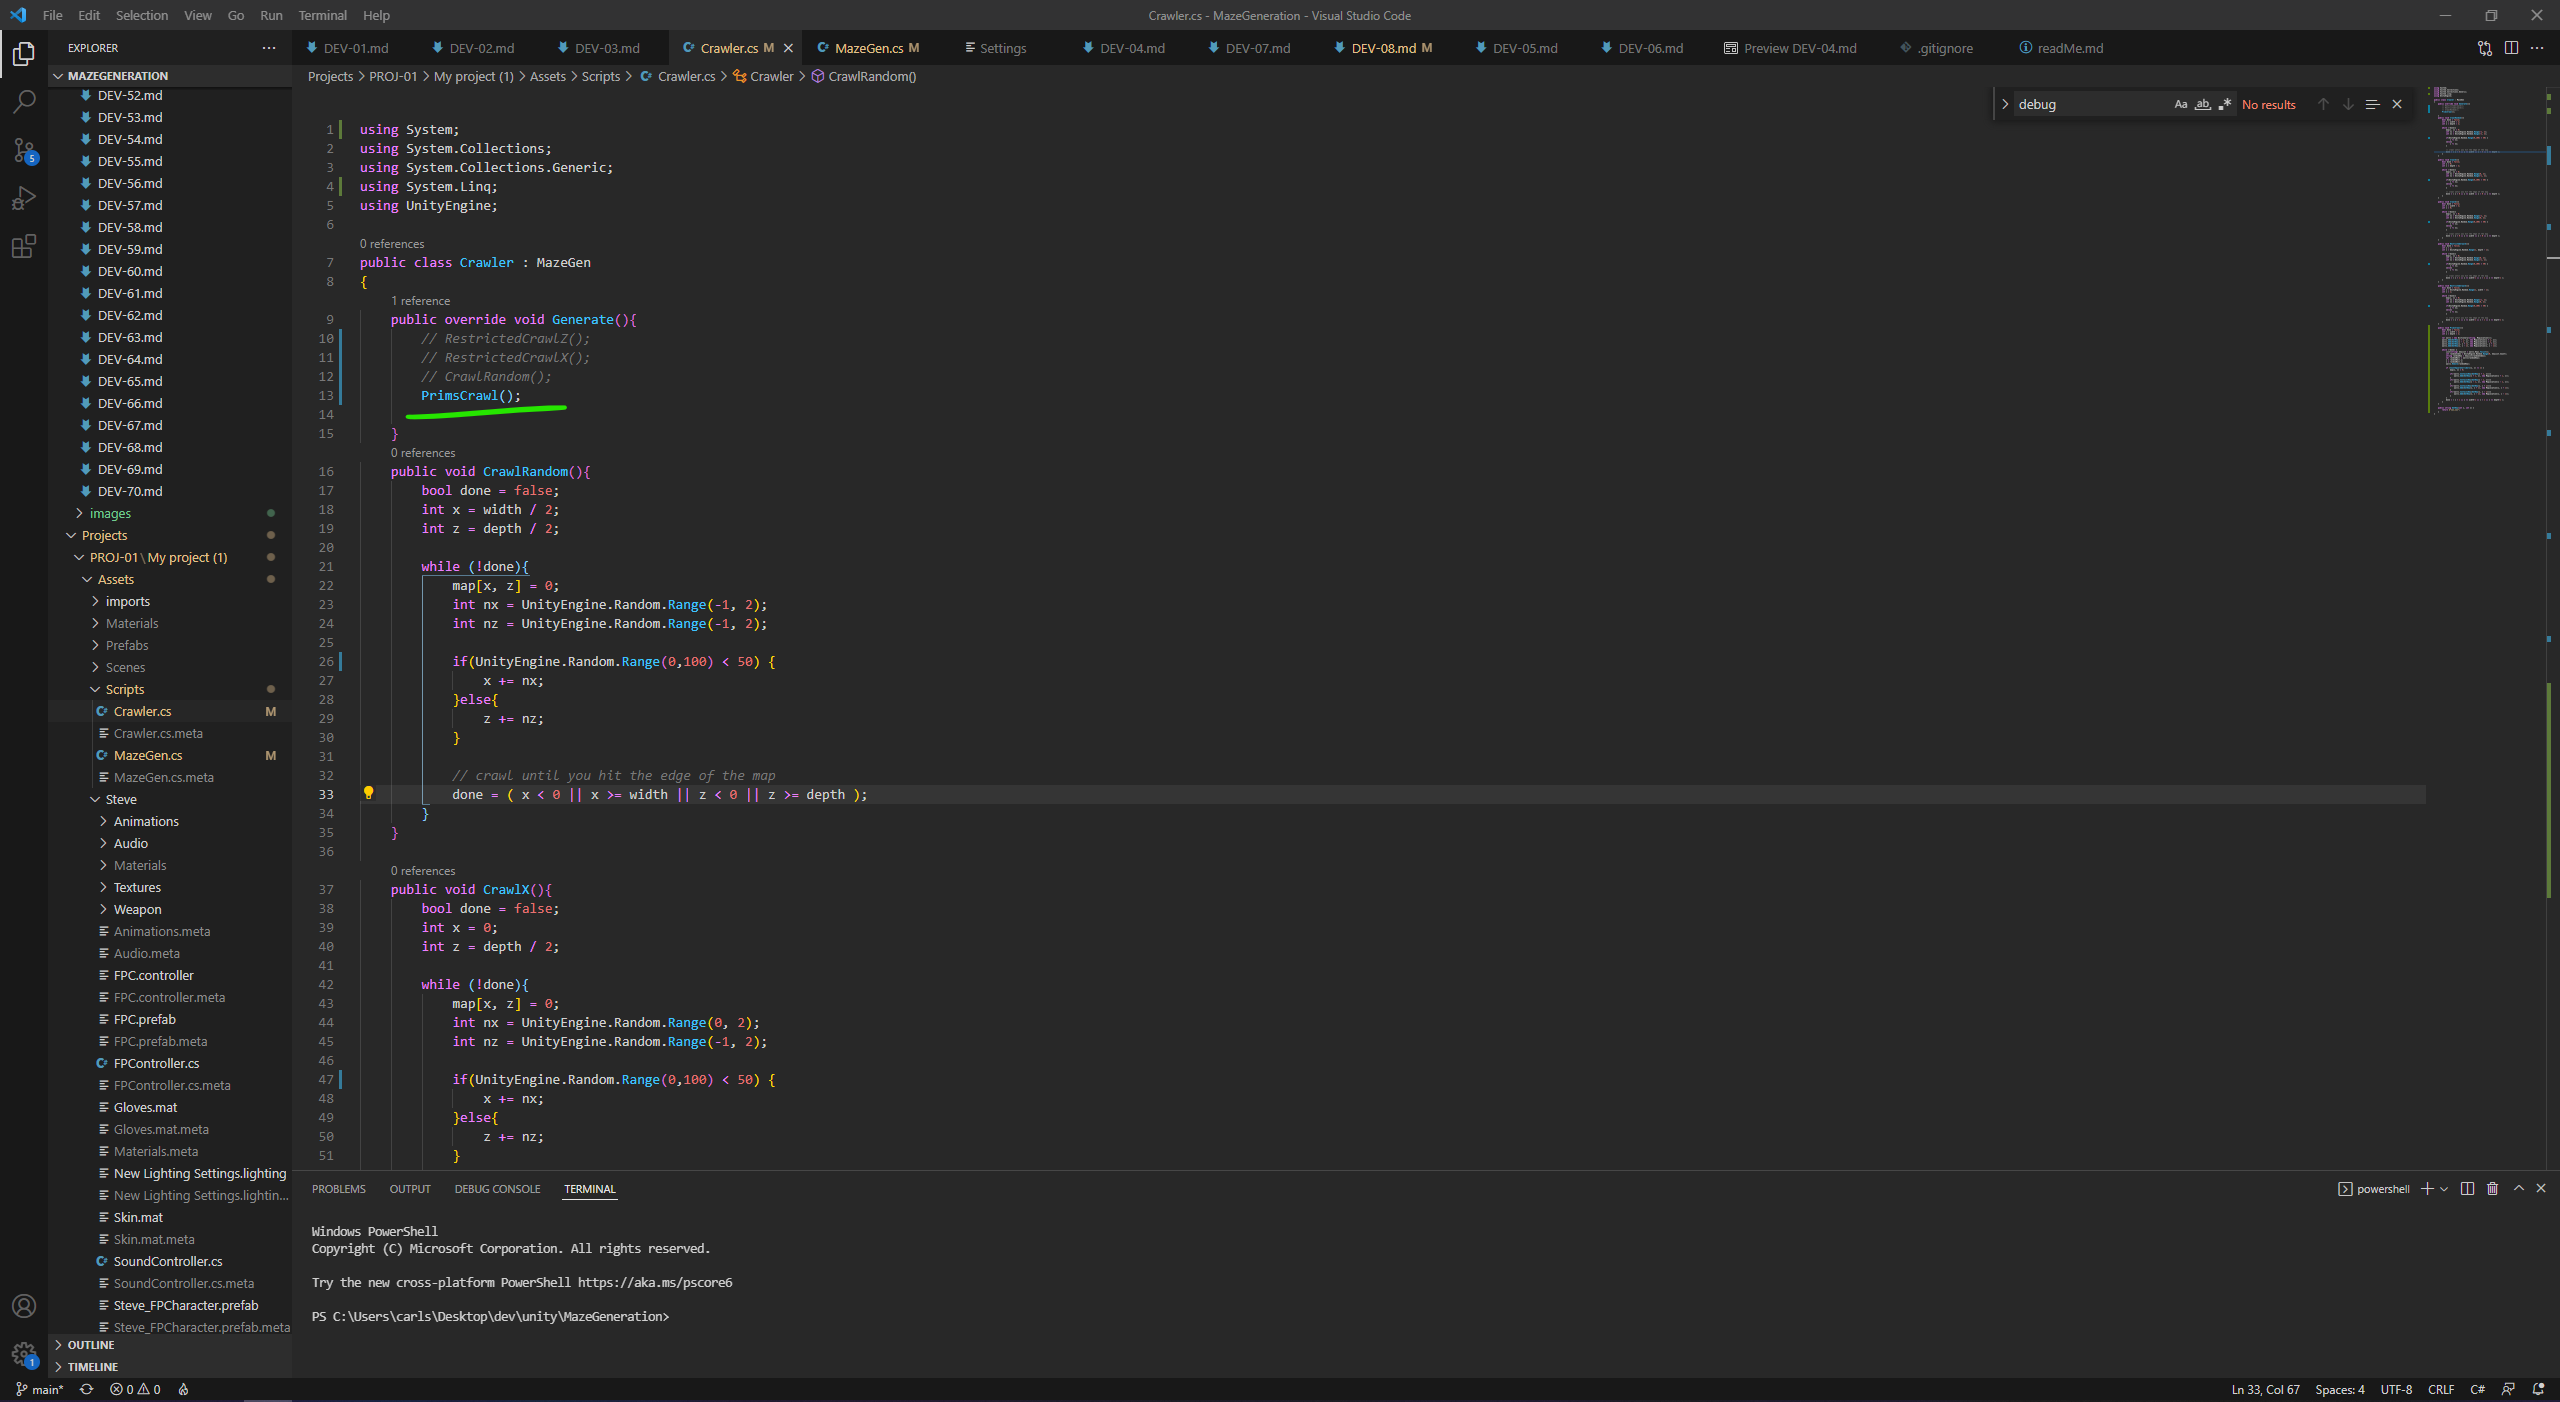 File Edit Selection View Go Run Terminal Help
Crawler.cs - MazeGeneration - Visual Studio Code
EXPLORER
DEV-01.md DEV-02.md DEV-03.md Crawler.cs M MazeGen.cs M Settings DEV-04.md DEV-07.md DEV-08.md M DEV-05.md DEV-06.md Preview DEV-04.md .gitignore readMe.md
MAZEGENERATION
DEV-52.md
DEV-53.md
DEV-54.md
DEV-55.md
DEV-56.md
DEV-57.md
DEV-58.md
DEV-59.md
DEV-60.md
DEV-61.md
DEV-62.md
DEV-63.md
DEV-64.md
DEV-65.md
DEV-66.md
DEV-67.md
DEV-68.md
DEV-69.md
DEV-70.md
images
Projects
PROJ-01\My project (1)
Assets
imports
Materials
Prefabs
Scenes
Scripts
Crawler.cs M
Crawler.cs.meta
MazeGen.cs M
MazeGen.cs.meta
Steve
Animations
Audio
Materials
Textures
Weapon
Animations.meta
Audio.meta
FPC.controller
FPC.controller.meta
FPC.prefab
FPC.prefab.meta
FPController.cs
FPController.cs.meta
Gloves.mat
Gloves.mat.meta
Materials.meta
New Lighting Settings.lighting
New Lighting Settings.lightin...
Skin.mat
Skin.mat.meta
SoundController.cs
SoundController.cs.meta
Steve_FPCharacter.prefab
Steve_FPCharacter.prefab.meta
OUTLINE
TIMELINE
Projects > PROJ-01 > My project (1) > Assets > Scripts > Crawler.cs > Crawler > CrawlRandom()
debug Aa ab .* No results
1 using System;
2 using System.Collections;
3 using System.Collections.Generic;
4 using System.Linq;
5 using UnityEngine;
6
0 references
7 public class Crawler : MazeGen
8 {
1 reference
9 public override void Generate(){
10 // RestrictedCrawlZ();
11 // RestrictedCrawlX();
12 // CrawlRandom();
13 PrimsCrawl();
14
15 }
0 references
16 public void CrawlRandom(){
17 bool done = false;
18 int x = width / 2;
19 int z = depth / 2;
20
21 while (!done){
22 map[x, z] = 0;
23 int nx = UnityEngine.Random.Range(-1, 2);
24 int nz = UnityEngine.Random.Range(-1, 2);
25
26 if(UnityEngine.Random.Range(0,100) < 50) {
27 x += nx;
28 }else{
29 z += nz;
30 }
31
32 // crawl until you hit the edge of the map
33 done = ( x < 0 || x >= width || z < 0 || z >= depth );
34 }
35 }
36
0 references
37 public void CrawlX(){
38 bool done = false;
39 int x = 0;
40 int z = depth / 2;
41
42 while (!done){
43 map[x, z] = 0;
44 int nx = UnityEngine.Random.Range(0, 2);
45 int nz = UnityEngine.Random.Range(-1, 2);
46
47 if(UnityEngine.Random.Range(0,100) < 50) {
48 x += nx;
49 }else{
50 z += nz;
51 }
PROBLEMS OUTPUT DEBUG CONSOLE TERMINAL
powershell
Windows PowerShell
Copyright (C) Microsoft Corporation. All rights reserved.
Try the new cross-platform PowerShell https://aka.ms/pscore6
PS C:\Users\carls\Desktop\dev\unity\MazeGeneration>
5
1
main* 0 0
Ln 33, Col 67 Spaces: 4 UTF-8 CRLF C#